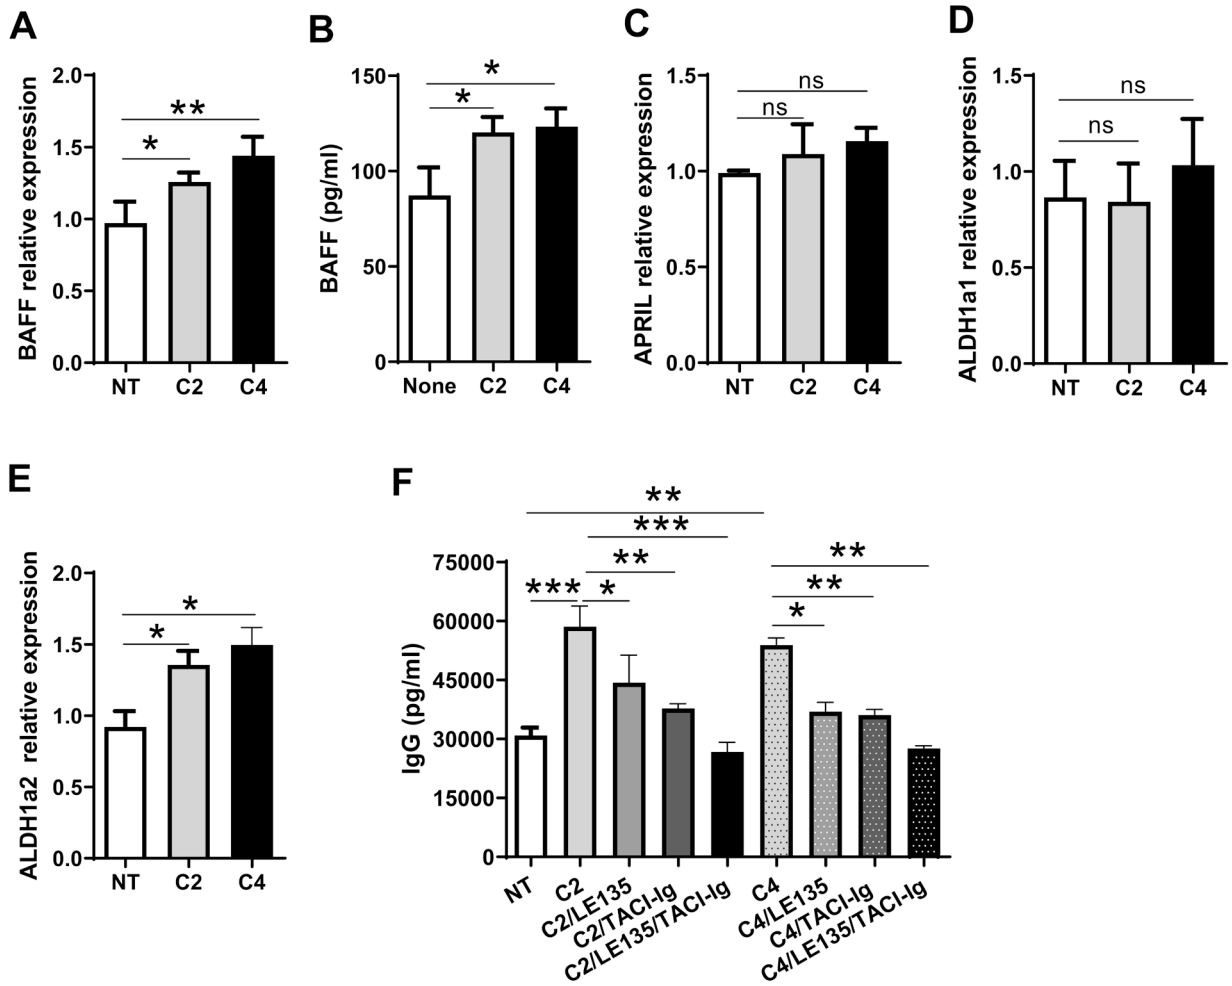 A
BAFF relative expression
2.0
1.5
1.0
0.5
0.0
**
*
NT
C2
C4
B
BAFF (pg/ml)
150
100
50
0
*
*
None
C2
C4
C
APRIL relative expression
1.5
1.0
0.5
0.0
ns
ns
NT
C2
C4
D
ALDH1a1 relative expression
1.5
1.0
0.5
0.0
ns
ns
NT
C2
C4
E
ALDH1a2 relative expression
2.0
1.5
1.0
0.5
0.0
*
*
NT
C2
C4
F
IgG (pg/ml)
75000
60000
45000
30000
15000
0
**
***
**
*** *
**
**
*
NT
C2
C2/LE135
C2/TACI-Ig
C2/LE135/TACI-Ig
C4
C4/LE135
C4/TACI-Ig
C4/LE135/TACI-Ig